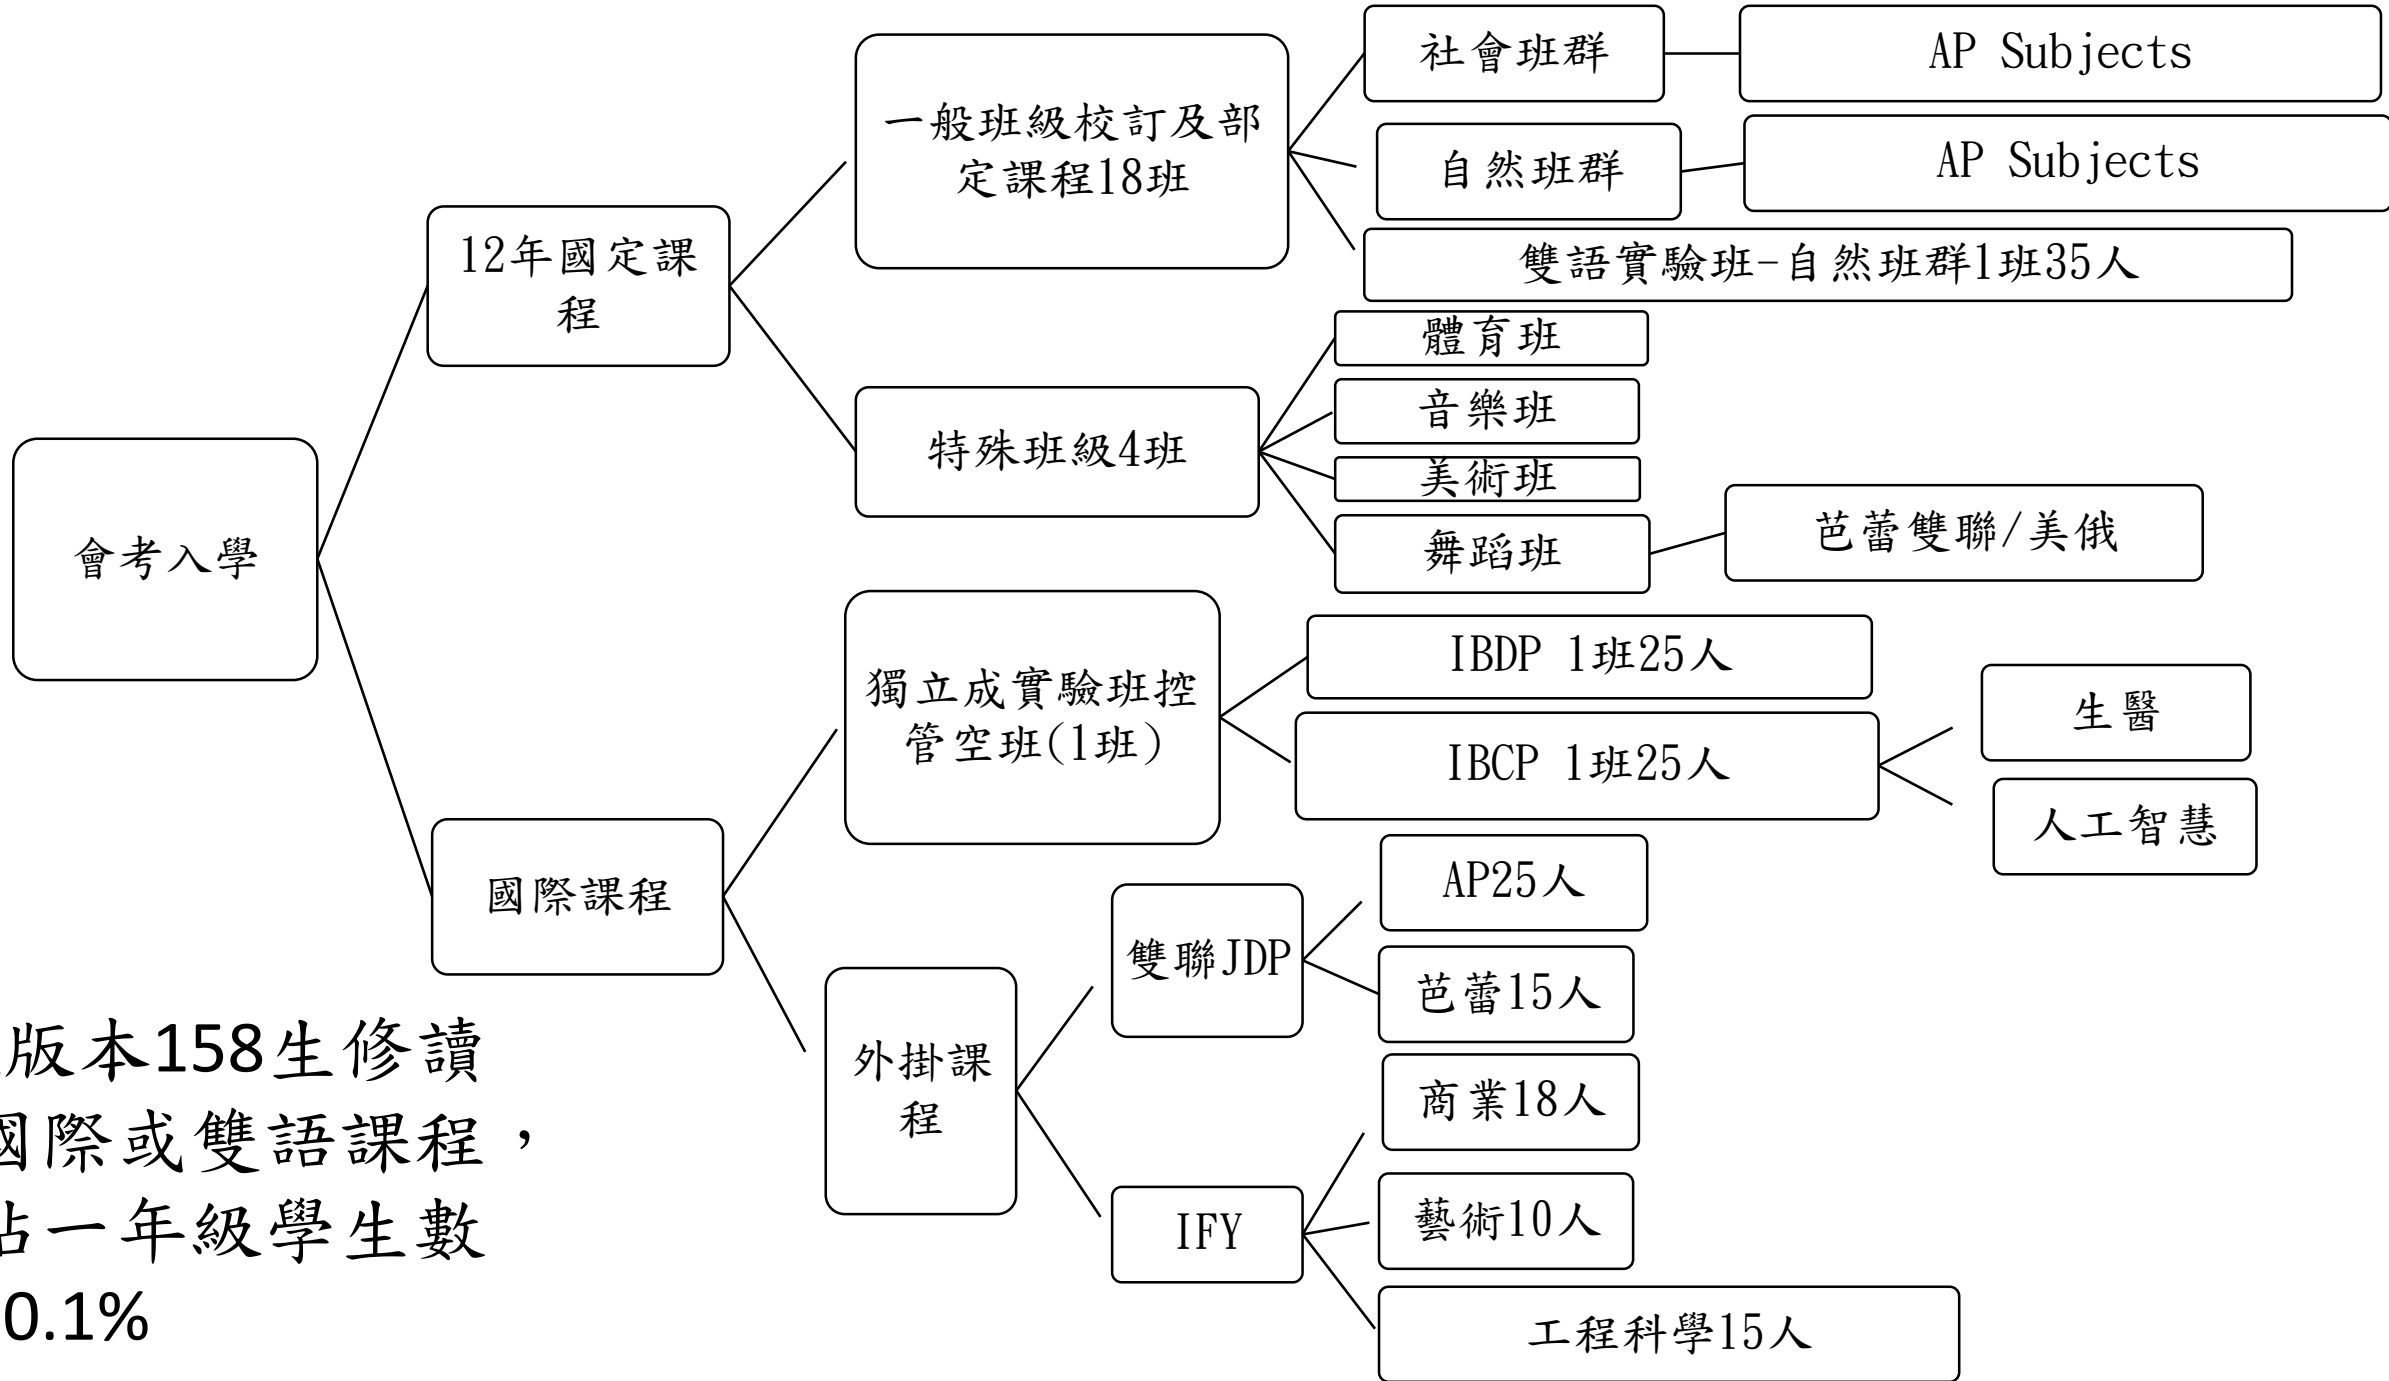 社會班群
AP Subjects
一般班級校訂及部
定課程18班
自然班群
AP Subjects
12年國定課
程
雙語實驗班-自然班群1班35人
體育班
音樂班
特殊班級4班
美術班
舞蹈班
芭蕾雙聯/美俄
會考入學
獨立成實驗班控
管空班(1班)
IBDP 1班25人
IBCP 1班25人
生醫
人工智慧
國際課程
AP25人
雙聯JDP
芭蕾15人
外掛課
程
商業18人
IFY
藝術10人
工程科學15人
版本158生修讀
國際或雙語課程，
佔一年級學生數
0.1%